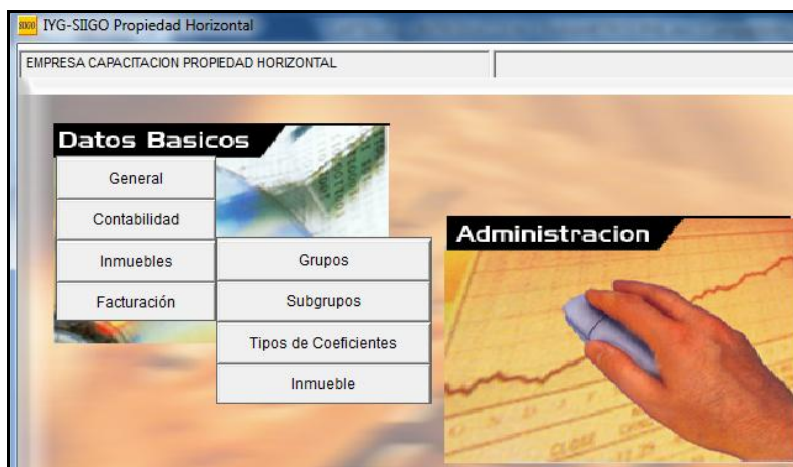 SIIGO IYG-SIIGO Propiedad Horizontal
EMPRESA CAPACITACION PROPIEDAD HORIZONTAL
Datos Basicos
General
Contabilidad
Inmuebles
Facturación
Grupos
Subgrupos
Tipos de Coeficientes
Inmueble
Administracion